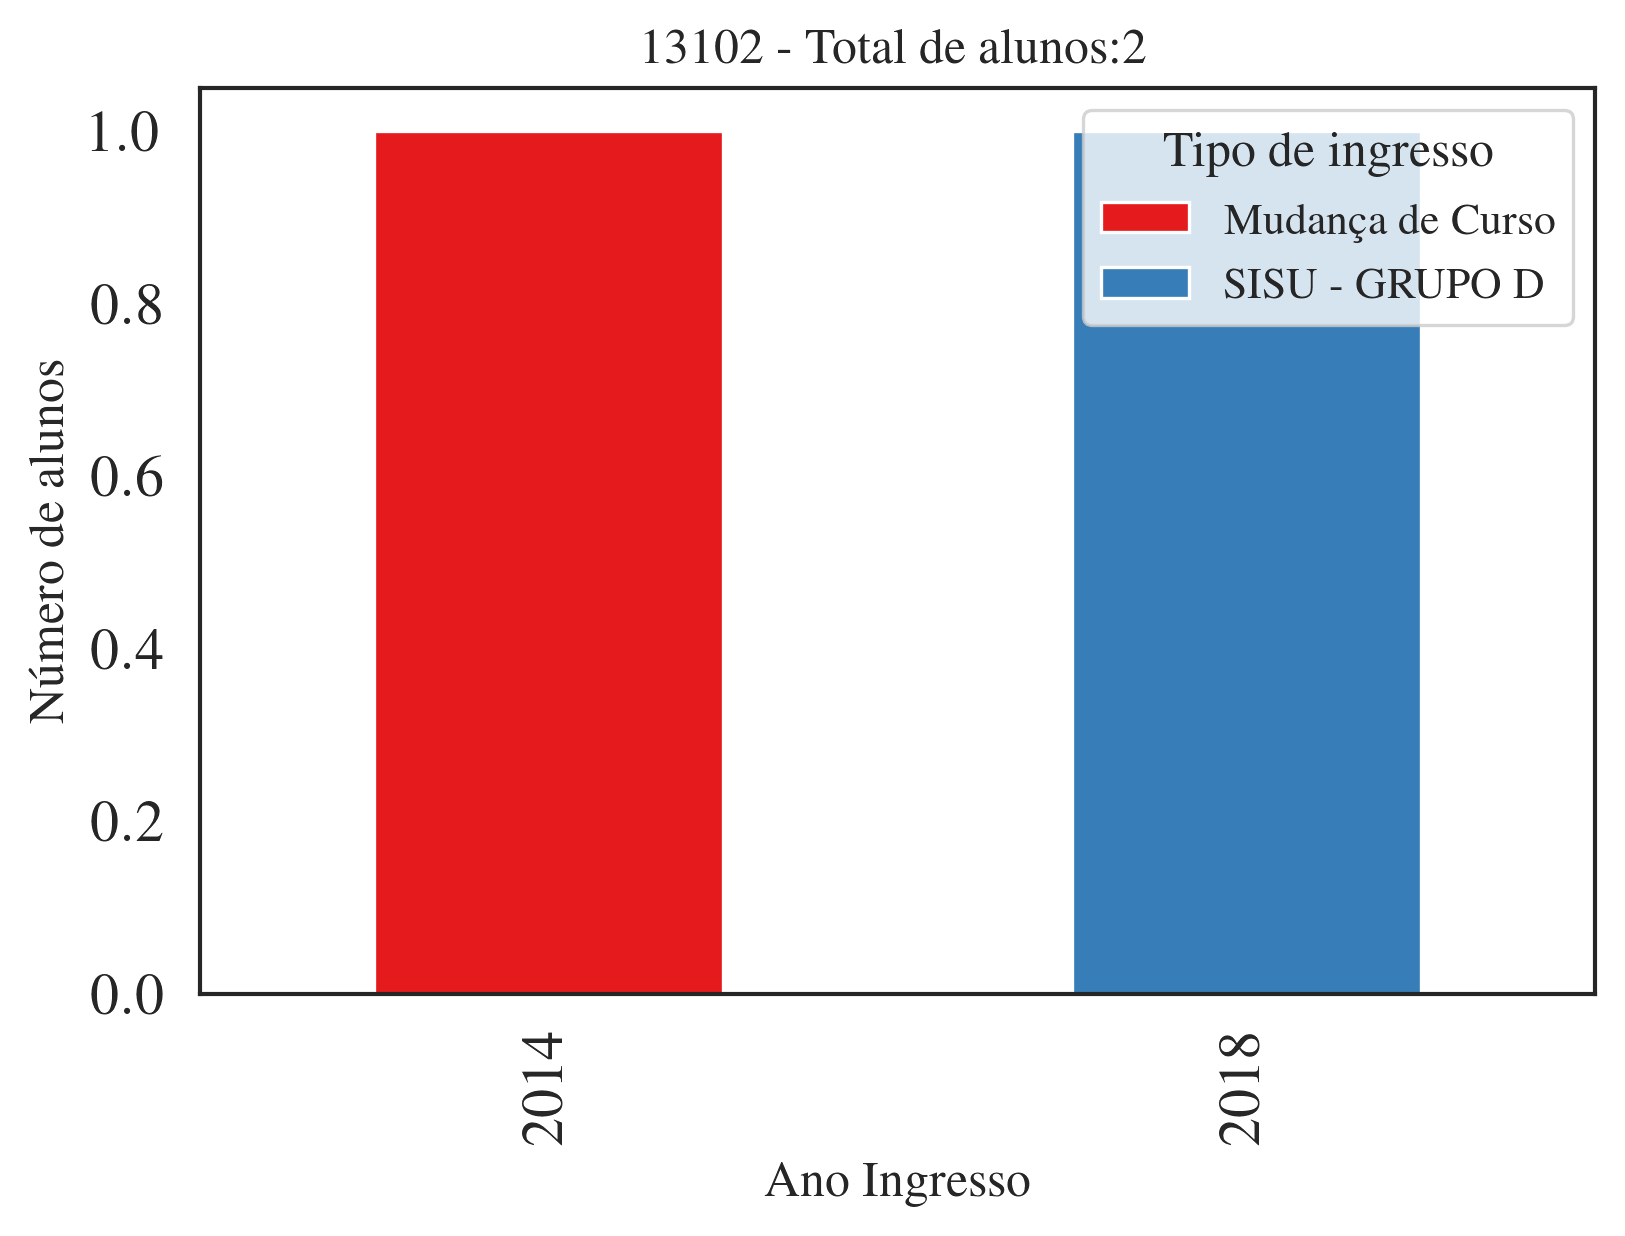 13102 - Total de alunos:2
Tipo de ingresso
Mudança de Curso
SISU - GRUPO D
Número de alunos
1.0
0.8
0.6
0.4
0.2
0.0
2014
2018
Ano Ingresso